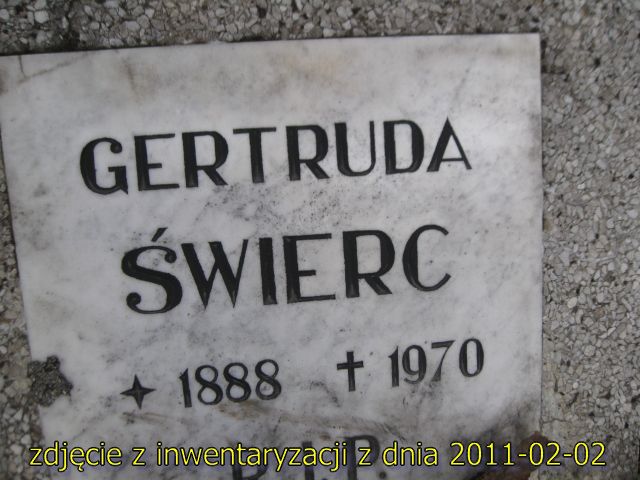 GERTRUDA
ŚWIERC
✦ 1888 ✝ 1970
R.I.P.
zdjęcie z inwentaryzacji z dnia 2011-02-02